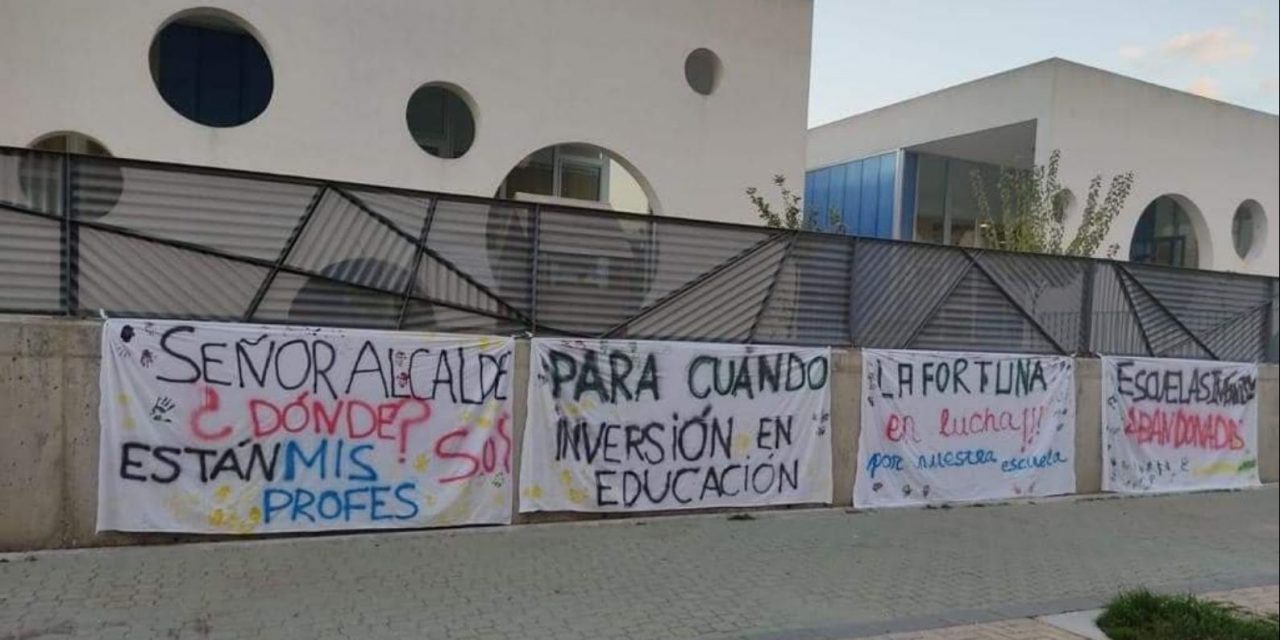 SEÑOR ALCALDE
¿DÓNDE?
ESTÁN MIS
PROFES
SOS
PARA CUÁNDO
INVERSIÓN EN
EDUCACIÓN
LA FORTUNA
en lucha!!!
por nuestra escuela
ESCUELAS
ABANDONADAS